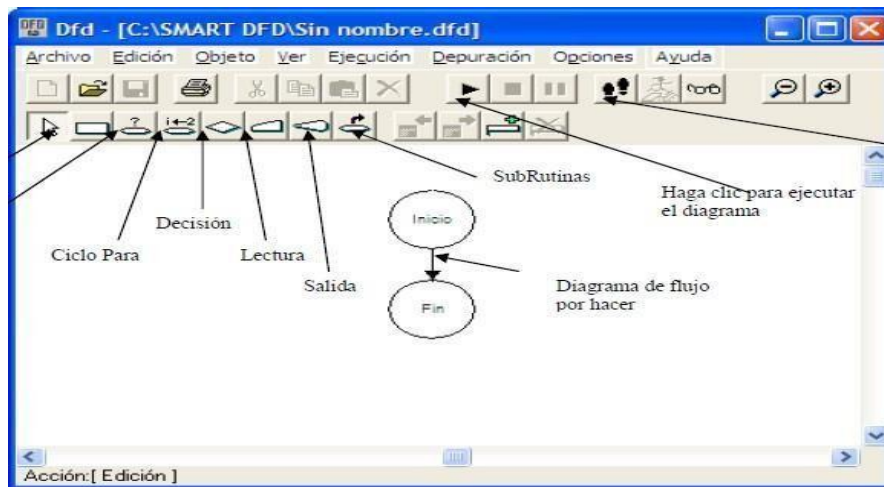 Dfd - [C:\SMART DFD\Sin nombre.dfd]
Archivo Edición Objeto Ver Ejecución Depuración Opciones Ayuda
SubRutinas
Haga clic para ejecutar
el diagrama
Inicio
Decisión
Ciclo Para
Lectura
Salida
Diagrama de flujo
por hacer
Fin
Acción:[ Edición ]